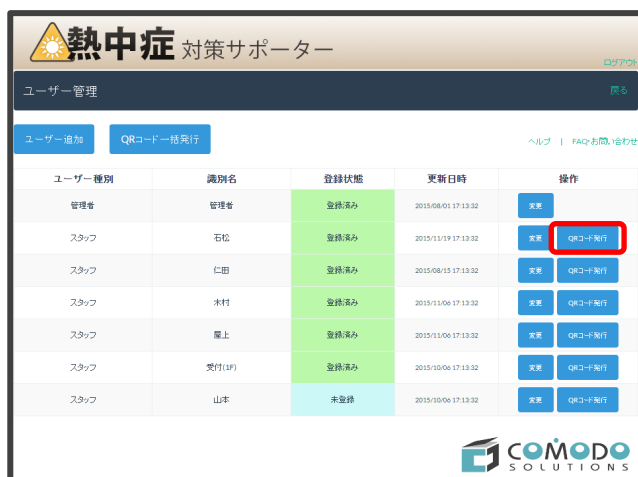 熱中症 対策サポーター
ログアウト
ユーザー管理 戻る
ユーザー追加 QRコード一括発行 ヘルプ | FAQ・お問い合わせ
ユーザー種別 識別名 登録状態 更新日時 操作
管理者 管理者 登録済み 2015/08/01 17:13:32 変更
スタッフ 石松 登録済み 2015/11/19 17:13:32 変更 QRコード発行
スタッフ 仁田 登録済み 2015/08/15 17:13:32 変更 QRコード発行
スタッフ 木村 登録済み 2015/11/06 17:13:32 変更 QRコード発行
スタッフ 屋上 登録済み 2015/11/06 17:13:32 変更 QRコード発行
スタッフ 受付(1F) 登録済み 2015/10/06 17:13:32 変更 QRコード発行
スタッフ 山本 未登録 2015/10/06 17:13:32 変更 QRコード発行
COMODO
SOLUTIONS